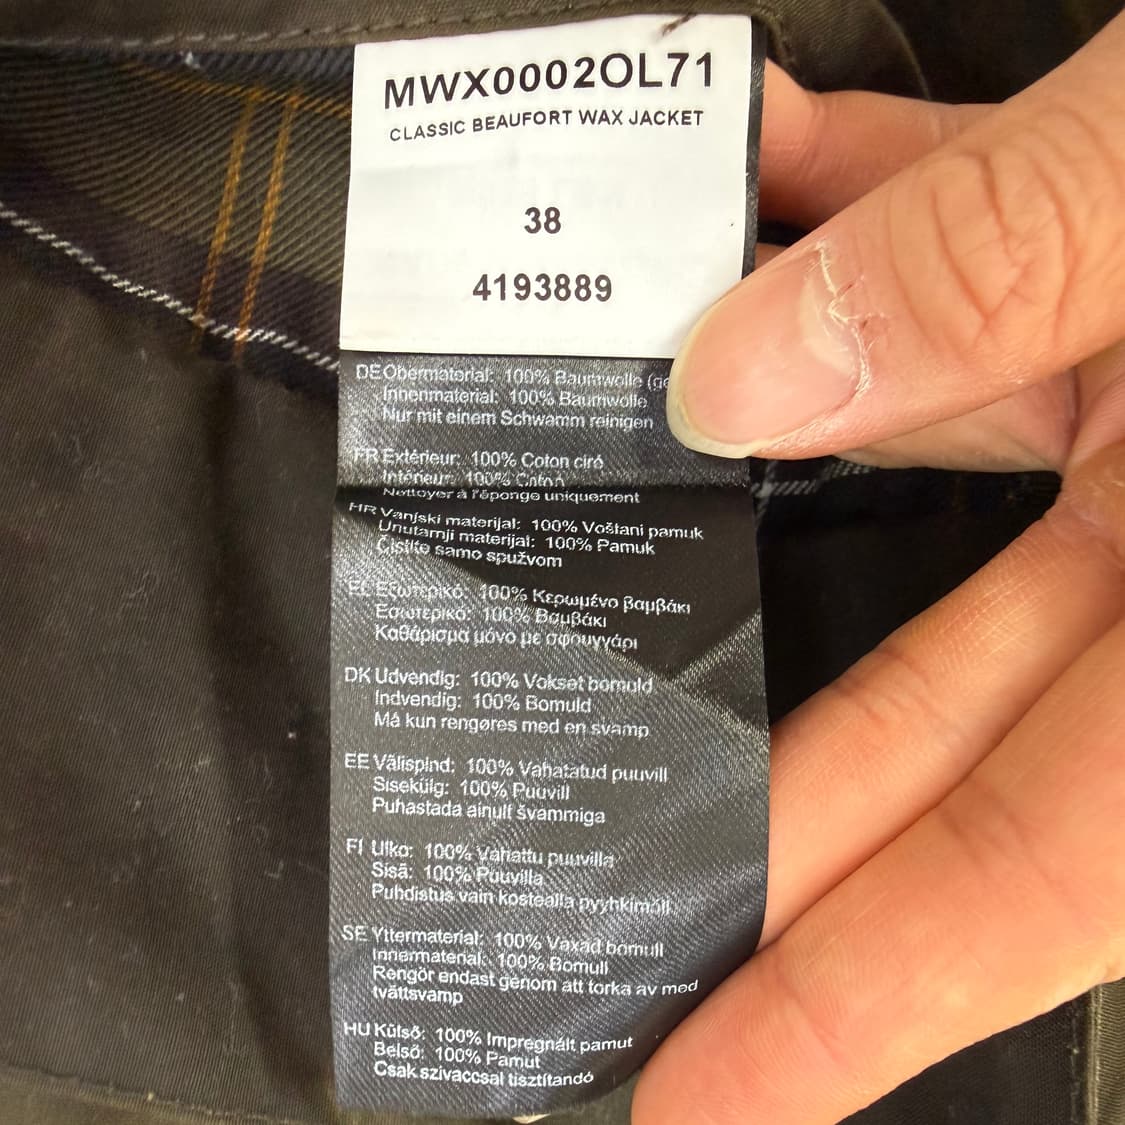 MWX0002OL71
CLASSIC BEAUFORT WAX JACKET
38
4193889
DE Obermaterial: 100% Baumwolle (ge
Innenmaterial: 100% Baumwolle
Nur mit einem Schwamm reinigen
FR Extérieur: 100% Coton ciré
Intérieur: 100% Coton
Nettoyer à l'éponge uniquement
HR Vanjski materijal: 100% Voštani pamuk
Unutarnji materijal: 100% Pamuk
Čistite samo spužvom
EL Εξωτερικό: 100% Κερωμένο βαμβάκι
Εσωτερικό: 100% Βαμβάκι
Καθάρισμα μόνο με σφουγγάρι
DK Udvendig: 100% Vokset bomuld
Indvendig: 100% Bomuld
Må kun rengøres med en svamp
EE Välispind: 100% Vahatatud puuvill
Sisekülg: 100% Puuvill
Puhastada ainult švammiga
FI Ulko: 100% Vahattu puuvilla
Sisä: 100% Puuvilla
Puhdistus vain kostealla pyyhkimällä
SE Yttermaterial: 100% Vaxad bomull
Innermaterial: 100% Bomull
Rengör endast genom att torka av med
tvättsvamp
HU Külső: 100% Impregnált pamut
Belső: 100% Pamut
Csak szivaccsal tisztítandó